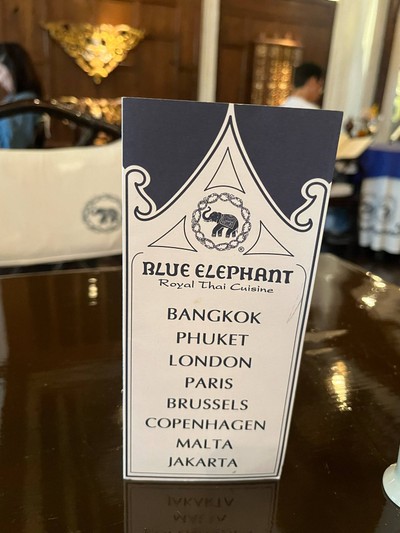 BLUE ELEPHANT
Royal Thai Cuisine
BANGKOK
PHUKET
LONDON
PARIS
BRUSSELS
COPENHAGEN
MALTA
JAKARTA